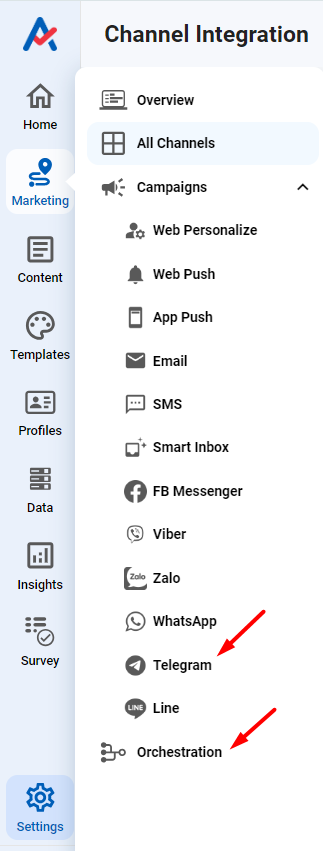 Channel Integration
Home
Marketing
Content
Templates
Profiles
Data
Insights
Survey
Settings
Overview
All Channels
Campaigns
Web Personalize
Web Push
App Push
Email
SMS
Smart Inbox
FB Messenger
Viber
Zalo
Zalo
WhatsApp
Telegram
LINE
Line
Orchestration